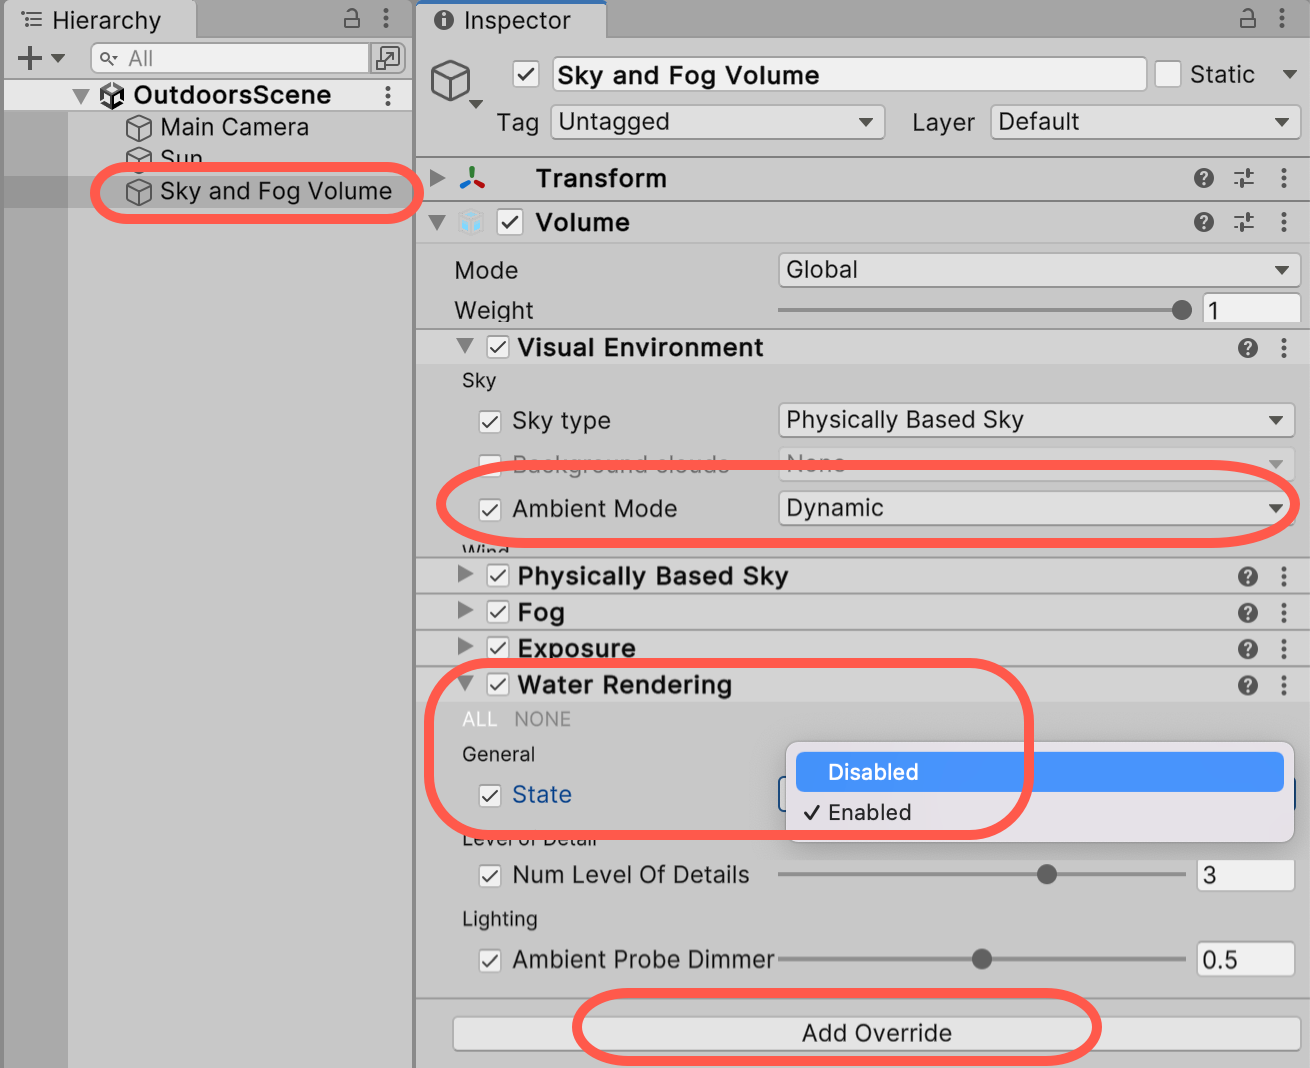 Hierarchy
All
OutdoorsScene
Main Camera
Sun
Sky and Fog Volume
Inspector
Sky and Fog Volume
Static
Tag Untagged Layer Default
Transform
Volume
Mode Global
Weight 1
Visual Environment
Sky
Sky type Physically Based Sky
Background clouds None
Ambient Mode Dynamic
Wind
Physically Based Sky
Fog
Exposure
Water Rendering
ALL NONE
General
Disabled
State
Enabled
Level of Detail
Num Level Of Details 3
Lighting
Ambient Probe Dimmer 0.5
Add Override